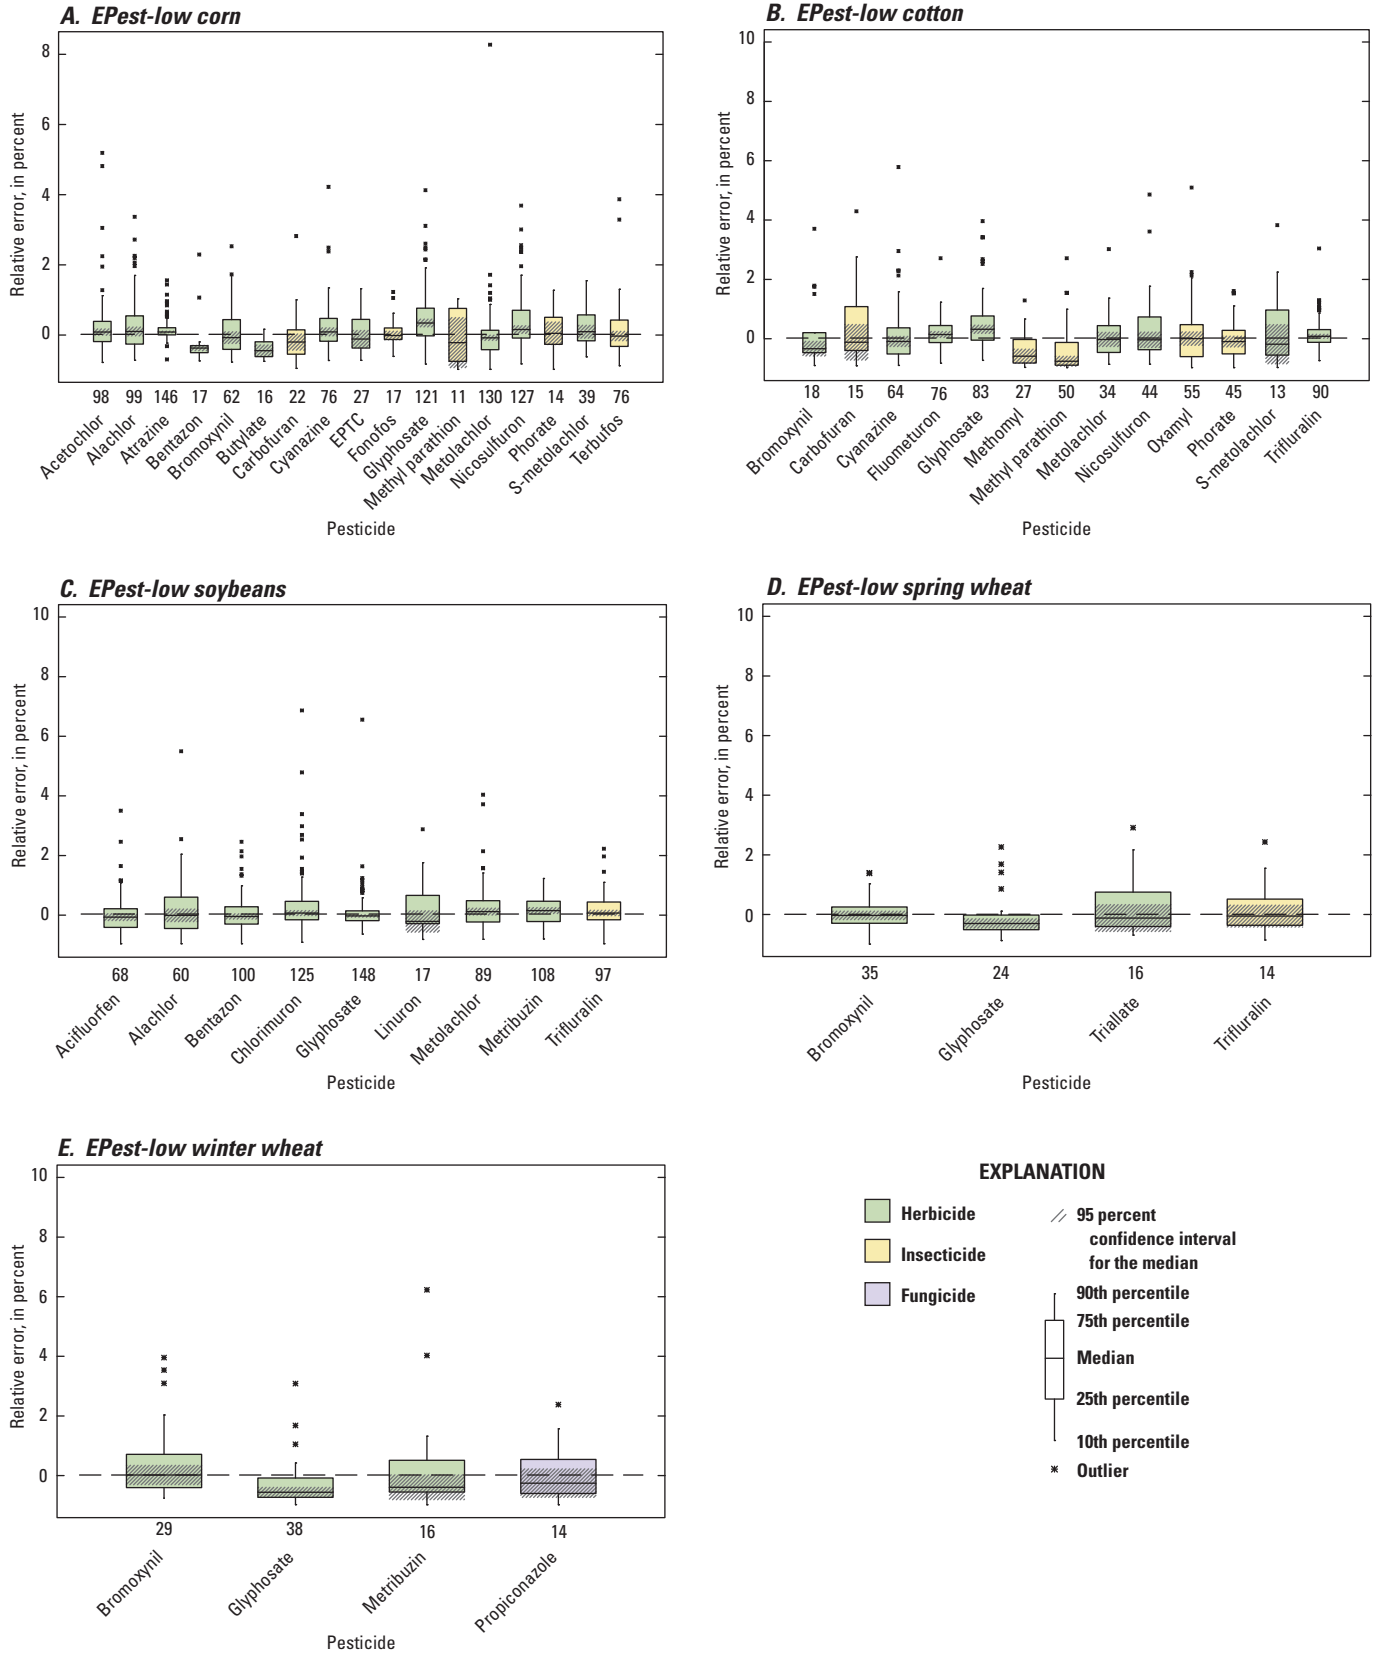 A. EPest-low corn
Relative error, in percent
8
6
4
2
0
98 99 146 17 62 16 22 76 27 17 121 11 130 127 14 39 76
Acetochlor
Alachlor
Atrazine
Bentazon
Bromoxynil
Butylate
Carbofuran
Cyanazine
EPTC
Fonofos
Glyphosate
Methyl parathion
Metolachlor
Nicosulfuron
Phorate
S-metolachlor
Terbufos
Pesticide
B. EPest-low cotton
Relative error, in percent
10
8
6
4
2
0
18 15 64 76 83 27 50 34 44 55 45 13 90
Bromoxynil
Carbofuran
Cyanazine
Fluometuron
Glyphosate
Methomyl
Methyl parathion
Metolachlor
Nicosulfuron
Oxamyl
Phorate
S-metolachlor
Trifluralin
Pesticide
C. EPest-low soybeans
Relative error, in percent
10
8
6
4
2
0
68 60 100 125 148 17 89 108 97
Acifluorfen
Alachlor
Bentazon
Chlorimuron
Glyphosate
Linuron
Metolachlor
Metribuzin
Trifluralin
Pesticide
D. EPest-low spring wheat
Relative error, in percent
10
8
6
4
2
0
35 24 16 14
Bromoxynil
Glyphosate
Triallate
Trifluralin
Pesticide
E. EPest-low winter wheat
Relative error, in percent
10
8
6
4
2
0
29 38 16 14
Bromoxynil
Glyphosate
Metribuzin
Propiconazole
Pesticide
EXPLANATION
Herbicide
Insecticide
Fungicide
95 percent
confidence interval
for the median
90th percentile
75th percentile
Median
25th percentile
10th percentile
Outlier